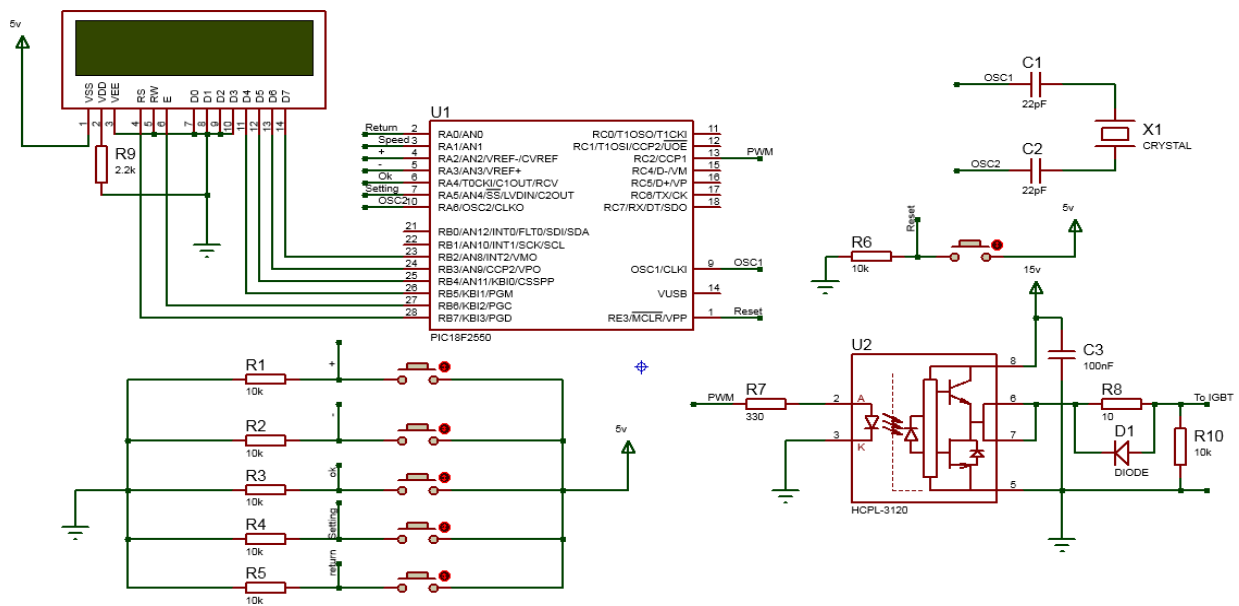 5v
VSS VDD VEE RS RW E D0 D1 D2 D3 D4 D5 D6 D7
1 2 3 4 5 6 7 8 9 10 11 12 13 14
R9
2.2k
U1
Return 2 RA0/AN0 RC0/T1OSO/T1CKI 11
Speed 3 RA1/AN1 RC1/T1OSI/CCP2/UOE 12
+ 4 RA2/AN2/VREF-/CVREF RC2/CCP1 13 PWM
- 5 RA3/AN3/VREF+ RC4/D-/VM 15
Ok 6 RA4/T0CKI/C1OUT/RCV RC5/D+/VP 16
Setting 7 RA5/AN4/SS/LVDIN/C2OUT RC6/TX/CK 17
OSC2 10 RA6/OSC2/CLKO RC7/RX/DT/SDO 18
21 RB0/AN12/INT0/FLT0/SDI/SDA
22 RB1/AN10/INT1/SCK/SCL
23 RB2/AN8/INT2/VMO
24 RB3/AN9/CCP2/VPO OSC1/CLKI 9 OSC1
25 RB4/AN11/KBI0/CSSPP
26 RB5/KBI1/PGM VUSB 14
27 RB6/KBI2/PGC
28 RB7/KBI3/PGD RE3/MCLR/VPP 1 Reset
PIC18F2550
OSC1
C1
22pF
X1
CRYSTAL
OSC2
C2
22pF
R6
10k
Reset
5v
R1
10k
+
R2
10k
-
R3
10k
ok
R4
10k
Setting
R5
10k
return
5v
15v
U2
PWM
R7
330
2 A
3 K
8
6
7
5
HCPL-3120
C3
100nF
R8
10
D1
DIODE
To IGBT
R10
10k